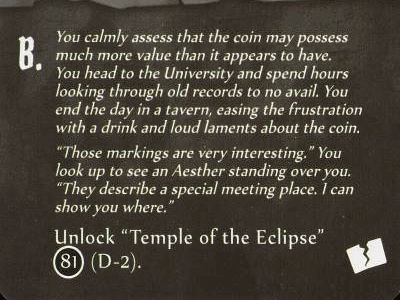 B.
You calmly assess that the coin may possess
much more value than it appears to have.
You head to the University and spend hours
looking through old records to no avail. You
end the day in a tavern, easing the frustration
with a drink and loud laments about the coin.
“Those markings are very interesting.” You
look up to see an Aesther standing over you.
“They describe a special meeting place. I can
show you where.”
Unlock “Temple of the Eclipse”
81 (D-2).